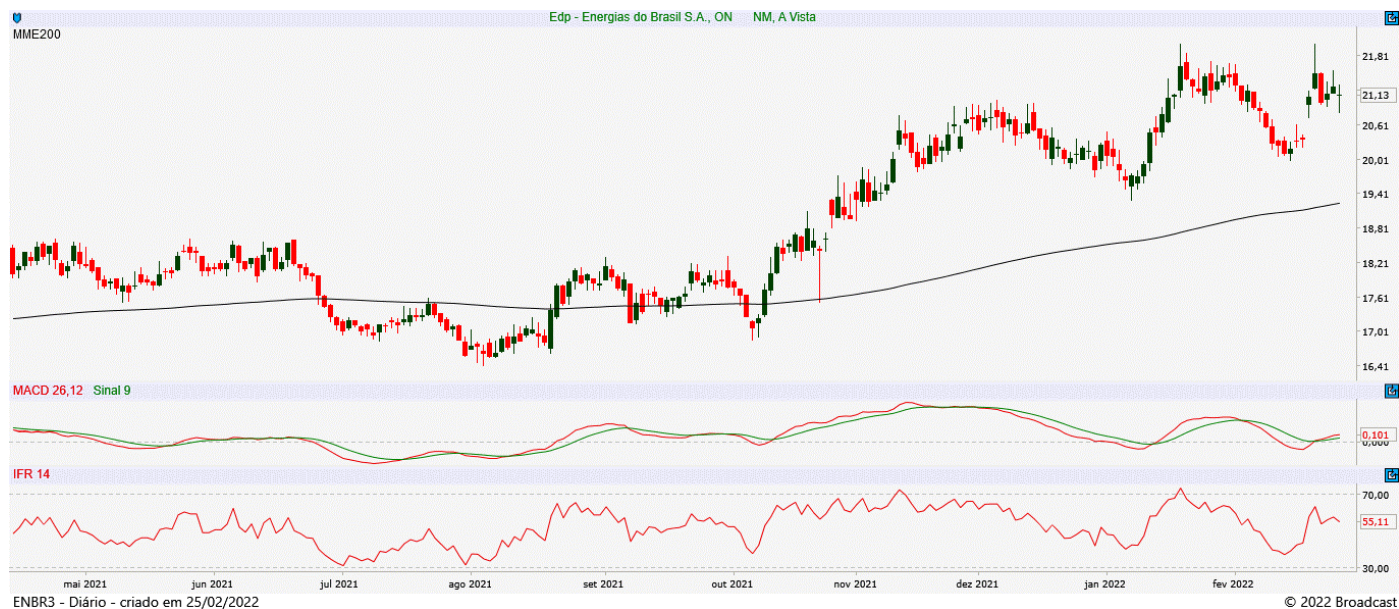 Edp - Energias do Brasil S.A., ON NM, A Vista
MME200
21,81
21,13
20,61
20,01
19,41
18,81
18,21
17,61
17,01
16,41
MACD 26,12 Sinal 9
0,101
0,000
IFR 14
70,00
55,11
30,00
mai 2021 jun 2021 jul 2021 ago 2021 set 2021 out 2021 nov 2021 dez 2021 jan 2022 fev 2022
ENBR3 - Diário - criado em 25/02/2022 © 2022 Broadcast